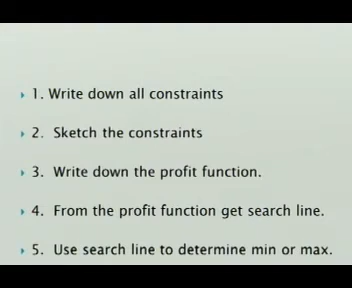 1. Write down all constraints
2. Sketch the constraints
3. Write down the profit function.
4. From the profit function get search line.
5. Use search line to determine min or max.